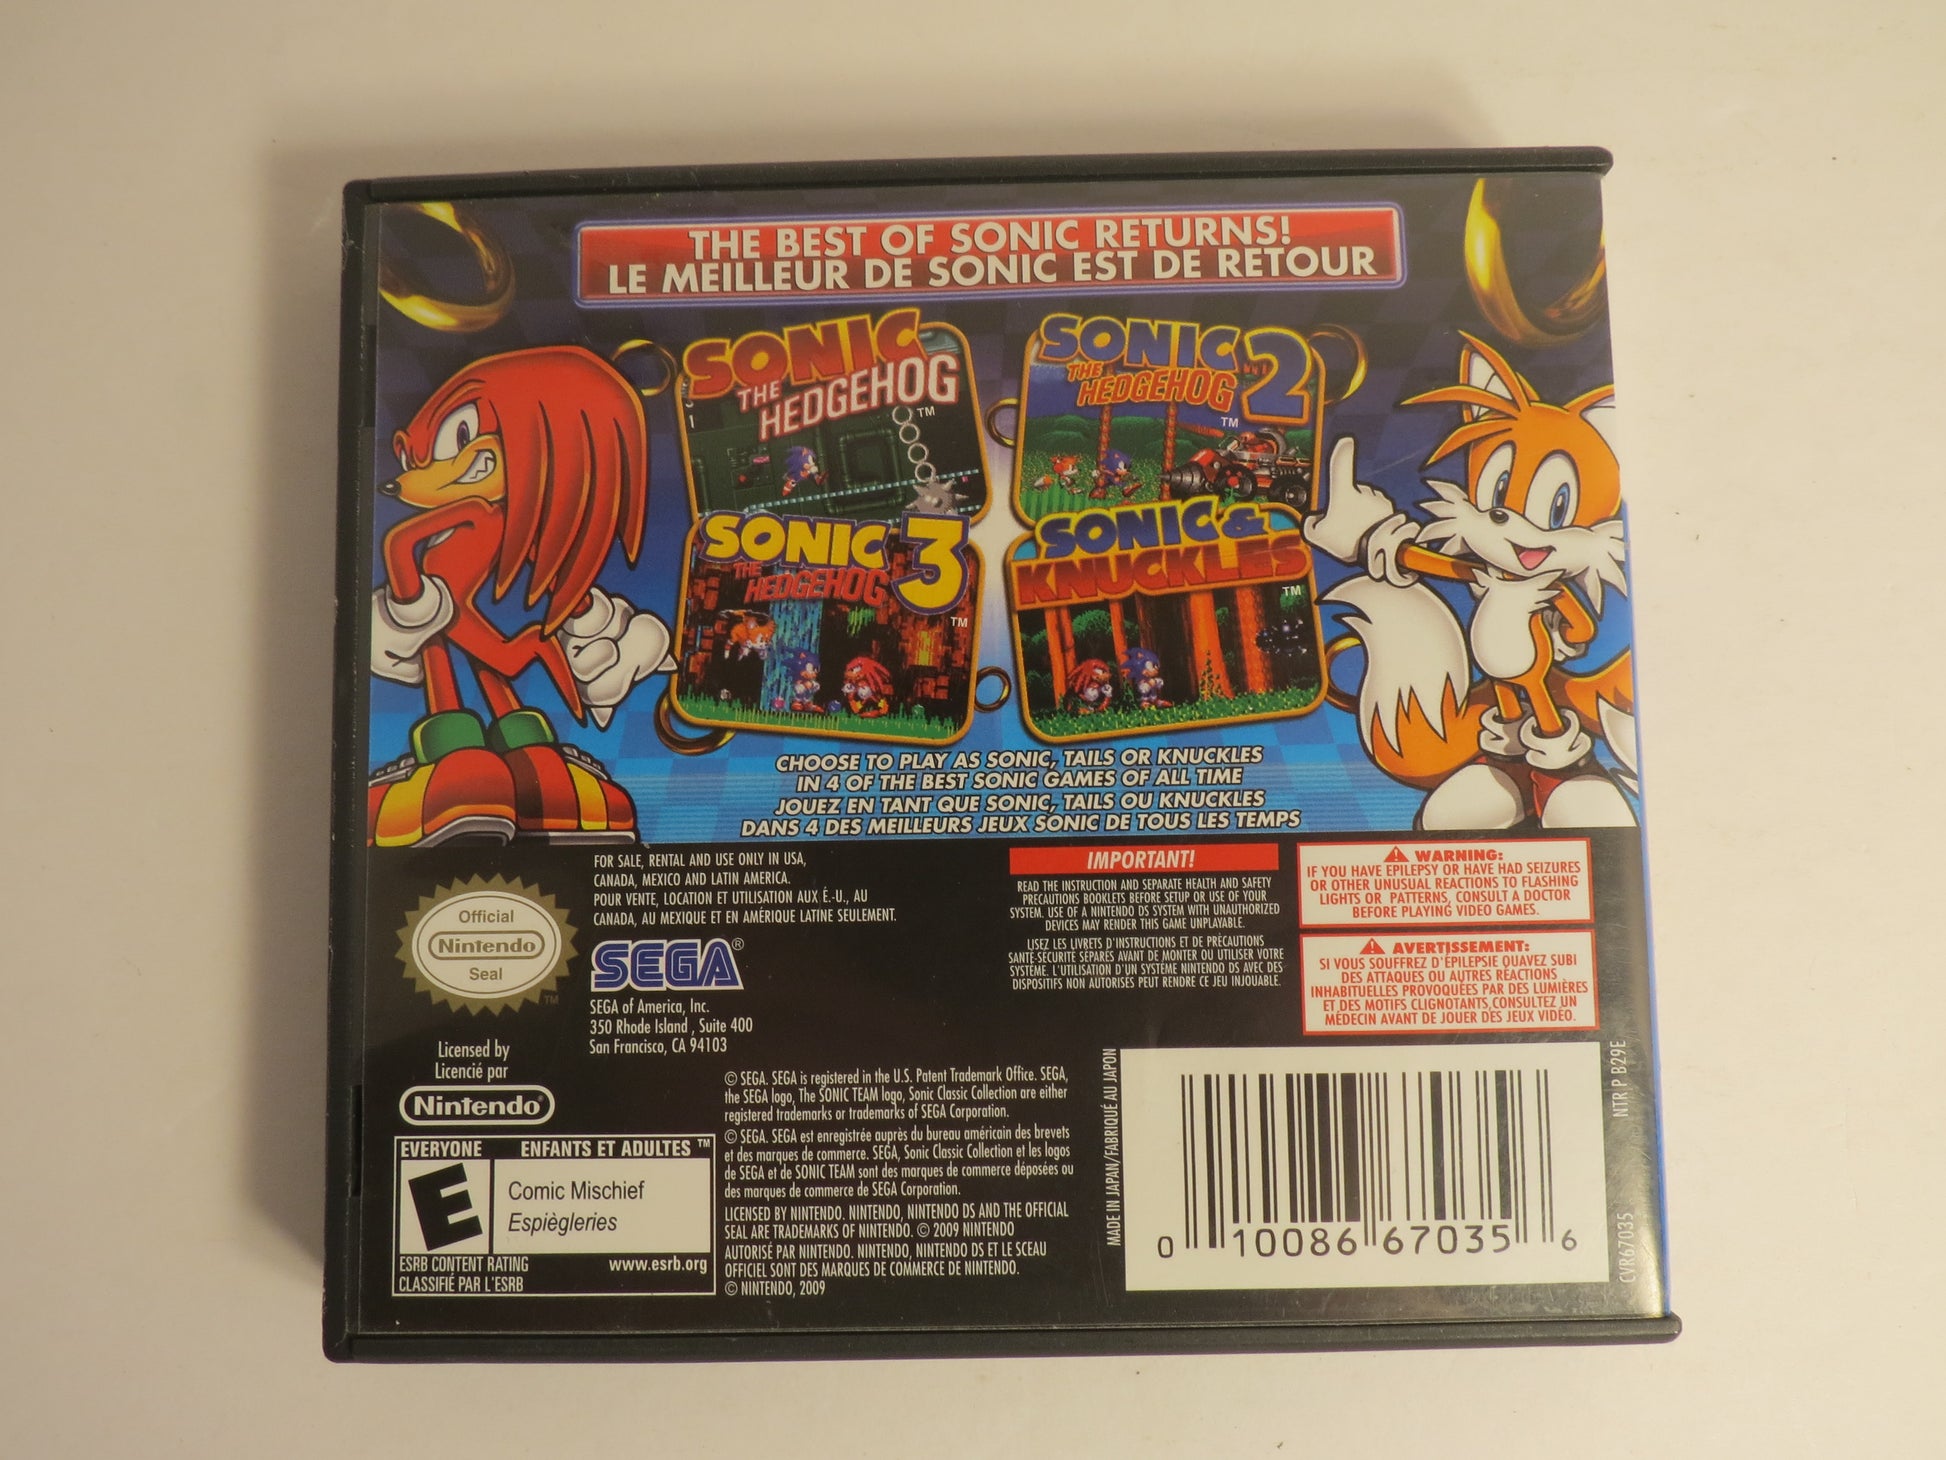 THE BEST OF SONIC RETURNS!
LE MEILLEUR DE SONIC EST DE RETOUR
SONIC
THE
HEDGEHOG™
SONIC
THE
HEDGEHOG 2
™
SONIC
THE
HEDGEHOG 3
™
SONIC &
KNUCKLES
™
CHOOSE TO PLAY AS SONIC, TAILS OR KNUCKLES
IN 4 OF THE BEST SONIC GAMES OF ALL TIME
JOUEZ EN TANT QUE SONIC, TAILS OU KNUCKLES
DANS 4 DES MEILLEURS JEUX SONIC DE TOUS LES TEMPS
Official
Nintendo
Seal
™
Licensed by
Licencié par
Nintendo®
EVERYONE
ENFANTS ET ADULTES ™
E
Comic Mischief
Espiègleries
ESRB CONTENT RATING
www.esrb.org
CLASSIFIÉ PAR L'ESRB
FOR SALE, RENTAL AND USE ONLY IN USA,
CANADA, MEXICO AND LATIN AMERICA.
POUR VENTE, LOCATION ET UTILISATION AUX É.-U., AU
CANADA, AU MEXIQUE ET EN AMÉRIQUE LATINE SEULEMENT.
SEGA®
SEGA of America, Inc.
350 Rhode Island , Suite 400
San Francisco, CA 94103
© SEGA. SEGA is registered in the U.S. Patent Trademark Office. SEGA,
the SEGA logo, The SONIC TEAM logo, Sonic Classic Collection are either
registered trademarks or trademarks of SEGA Corporation.
© SEGA. SEGA est enregistrée auprès du bureau américain des brevets
et des marques de commerce. SEGA, Sonic Classic Collection et les logos
de SEGA et de SONIC TEAM sont des marques de commerce déposées ou
des marques de commerce de SEGA Corporation.
LICENSED BY NINTENDO. NINTENDO, NINTENDO DS AND THE OFFICIAL
SEAL ARE TRADEMARKS OF NINTENDO. © 2009 NINTENDO
AUTORISÉ PAR NINTENDO. NINTENDO, NINTENDO DS ET LE SCEAU
OFFICIEL SONT DES MARQUES DE COMMERCE DE NINTENDO.
© NINTENDO, 2009
IMPORTANT!
READ THE INSTRUCTION AND SEPARATE HEALTH AND SAFETY
PRECAUTIONS BOOKLETS BEFORE SETUP OR USE OF YOUR
SYSTEM. USE OF A NINTENDO DS SYSTEM WITH UNAUTHORIZED
DEVICES MAY RENDER THIS GAME UNPLAYABLE.
LISEZ LES LIVRETS D'INSTRUCTIONS ET DE PRÉCAUTIONS
SANTÉ-SÉCURITÉ SÉPARÉS AVANT DE MONTER OU UTILISER VOTRE
SYSTÈME. L'UTILISATION D'UN SYSTÈME NINTENDO DS AVEC DES
DISPOSITIFS NON AUTORISES PEUT RENDRE CE JEU INJOUABLE.
WARNING:
IF YOU HAVE EPILEPSY OR HAVE HAD SEIZURES
OR OTHER UNUSUAL REACTIONS TO FLASHING
LIGHTS OR PATTERNS, CONSULT A DOCTOR
BEFORE PLAYING VIDEO GAMES.
AVERTISSEMENT:
SI VOUS SOUFFREZ D'ÉPILEPSIE OUAVEZ SUBI
DES ATTAQUES OU AUTRES RÉACTIONS
INHABITUELLES PROVOQUÉES PAR DES LUMIÈRES
ET DES MOTIFS CLIGNOTANTS, CONSULTEZ UN
MÉDECIN AVANT DE JOUER DES JEUX VIDÉO.
MADE IN JAPAN/FABRIQUÉ AU JAPON
0 10086 67035 6
NTR P B29E
CVR67035